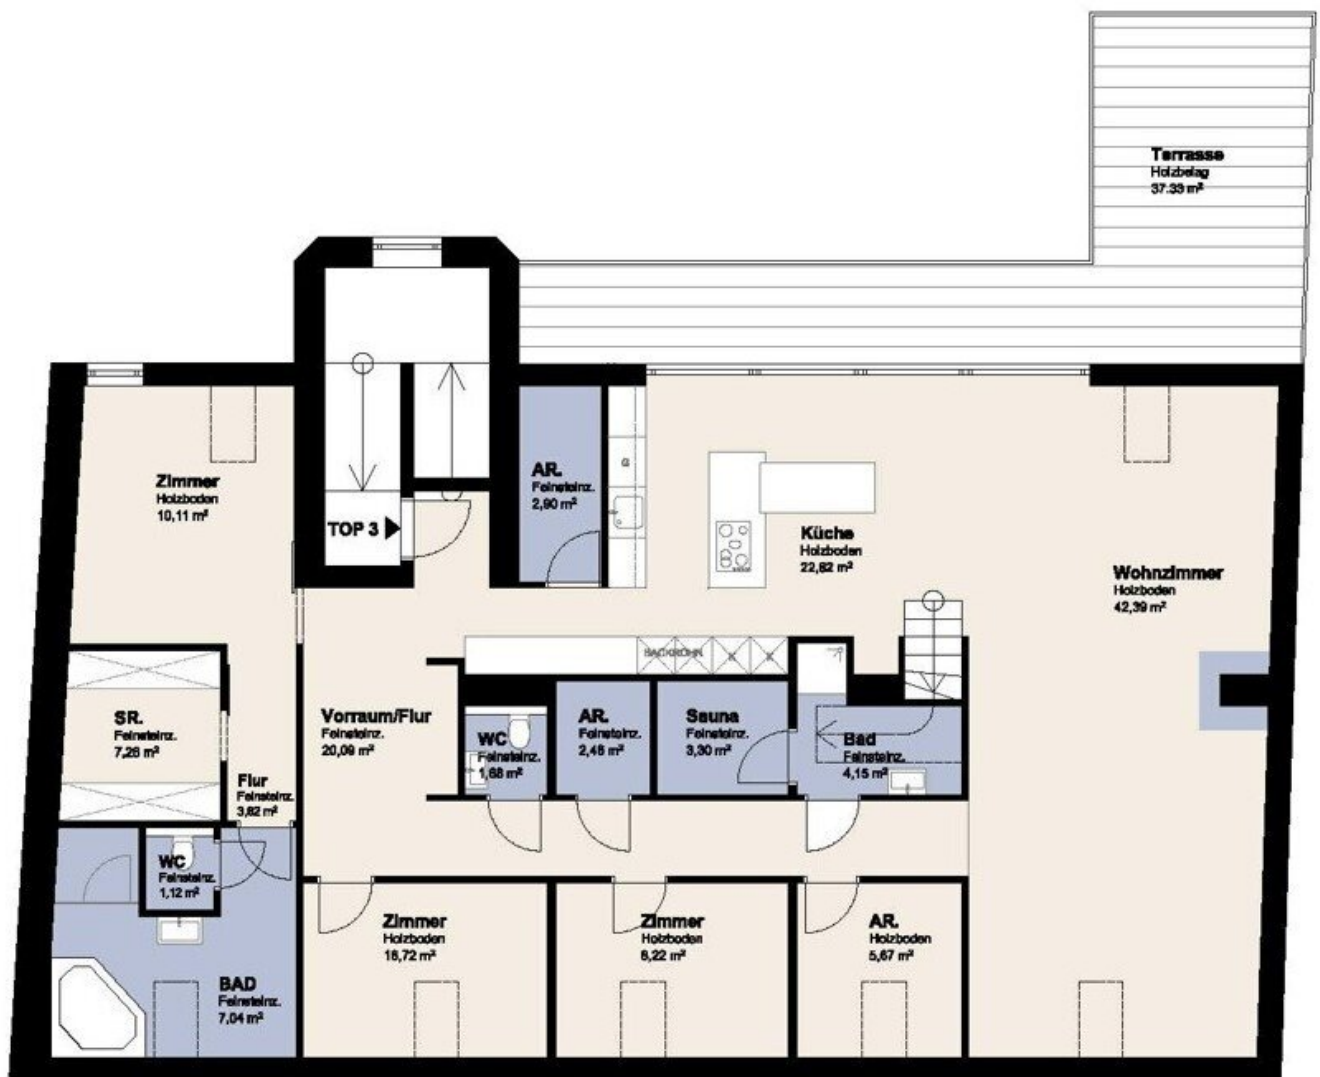 Terrasse
Holzbelag
37.33 m²
Zimmer
Holzboden
10,11 m²
AR.
Feinsteinz.
2,90 m²
TOP 3
Küche
Holzboden
22,82 m²
Wohnzimmer
Holzboden
42,39 m²
BACKROHR
K
K
SR.
Feinsteinz.
7,26 m²
Vorraum/Flur
Feinsteinz.
20,09 m²
WC
Feinsteinz.
1,68 m²
AR.
Feinsteinz.
2,48 m²
Sauna
Feinsteinz.
3,30 m²
Bad
Feinsteinz.
4,15 m²
Flur
Feinsteinz.
3,82 m²
WC
Feinsteinz.
1,12 m²
BAD
Feinsteinz.
7,04 m²
Zimmer
Holzboden
18,72 m²
Zimmer
Holzboden
8,22 m²
AR.
Holzboden
5,67 m²